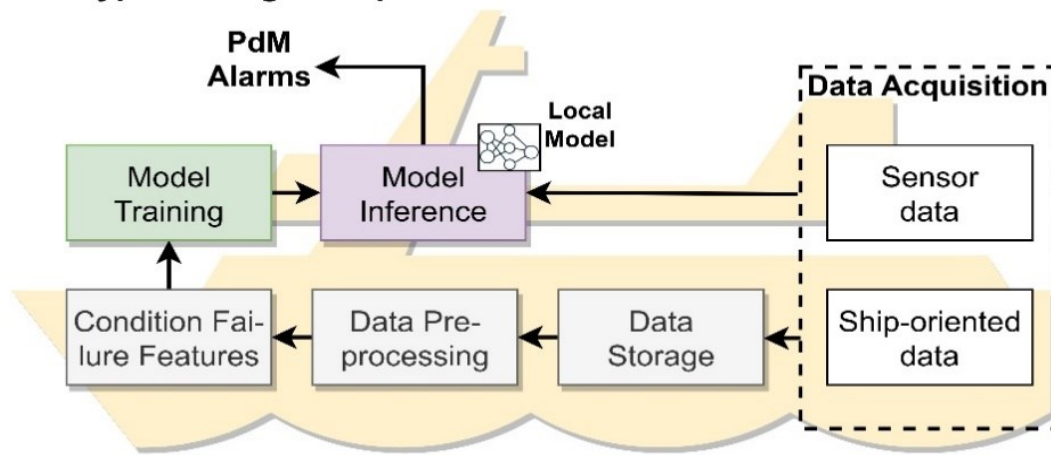 PdM
Alarms
Data Acquisition
Local
Model
Model
Training
Model
Inference
Sensor
data
Condition Fai-
lure Features
Data Pre-
processing
Data
Storage
Ship-oriented
data